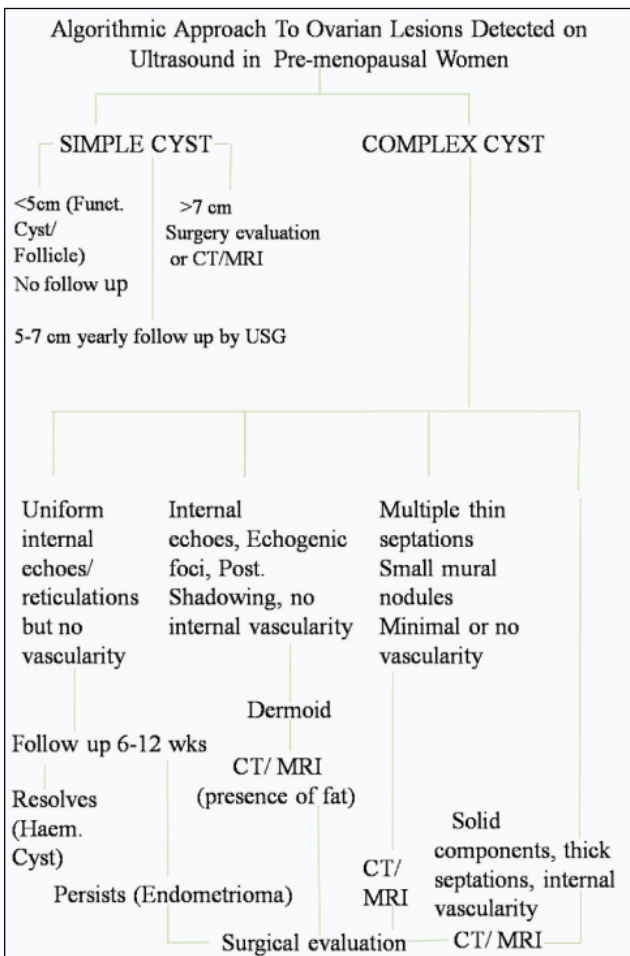 Algorithmic Approach To Ovarian Lesions Detected on
Ultrasound in Pre-menopausal Women
SIMPLE CYST
COMPLEX CYST
<5cm (Funct.
Cyst/
Follicle)
No follow up
>7 cm
Surgery evaluation
or CT/MRI
5-7 cm yearly follow up by USG
Uniform
internal
echoes/
reticulations
but no
vascularity
Internal
echoes, Echogenic
foci, Post.
Shadowing, no
internal vascularity
Multiple thin
septations
Small mural
nodules
Minimal or no
vascularity
Dermoid
Follow up 6-12 wks
CT/ MRI
(presence of fat)
Resolves
(Haem.
Cyst)
Solid
components, thick
septations, internal
vascularity
CT/
MRI
Persists (Endometrioma)
Surgical evaluation
CT/ MRI